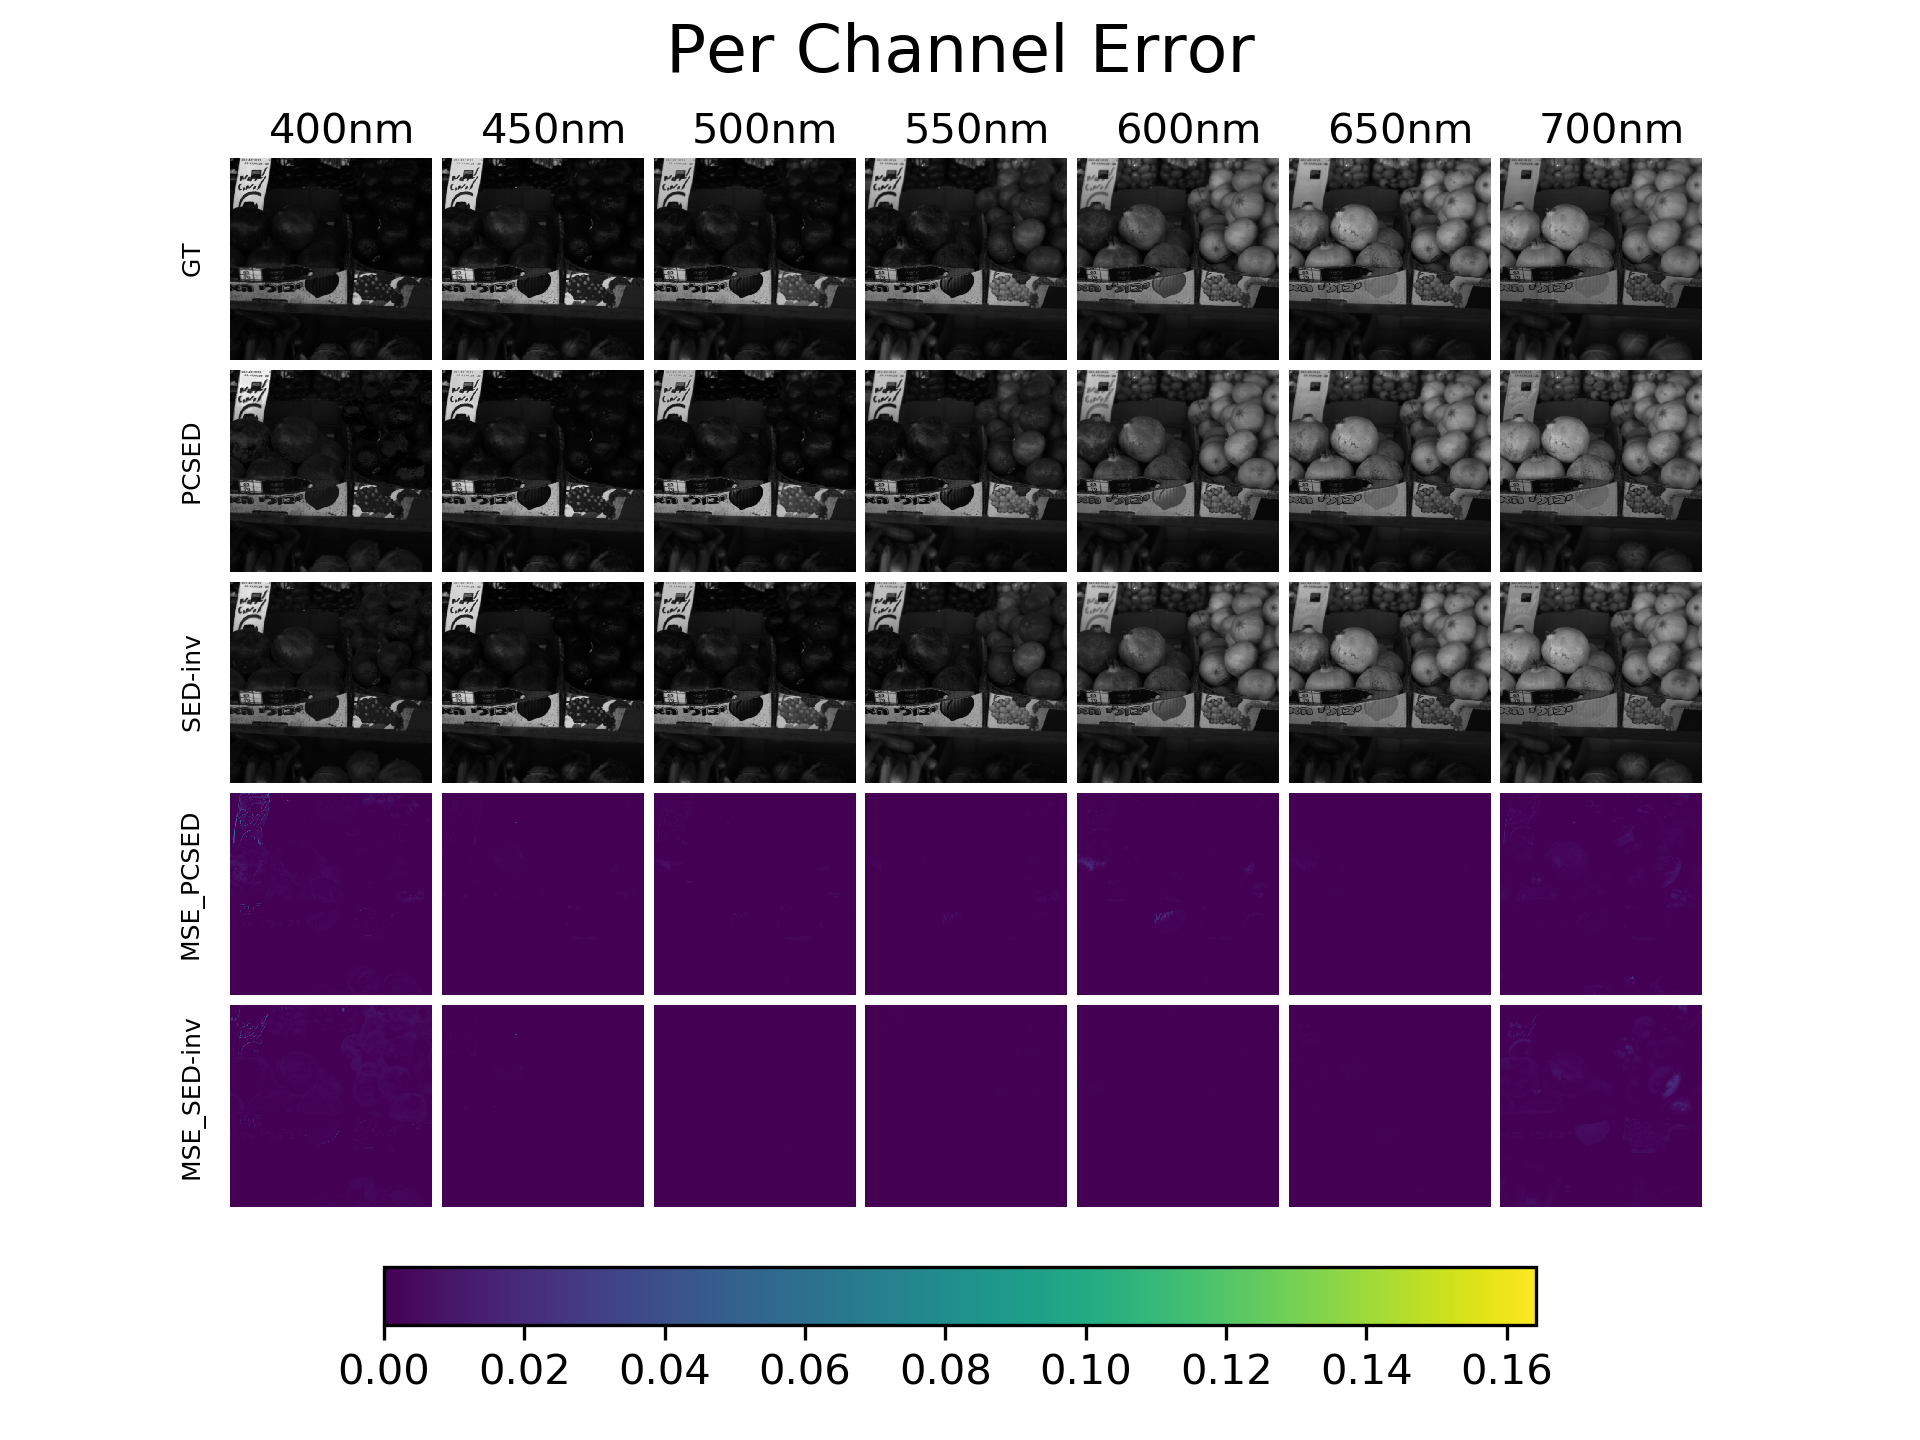 Per Channel Error
400nm 450nm 500nm 550nm 600nm 650nm 700nm
GT
PCSED
SED-inv
MSE_PCSED
MSE_SED-inv
0.00 0.02 0.04 0.06 0.08 0.10 0.12 0.14 0.16